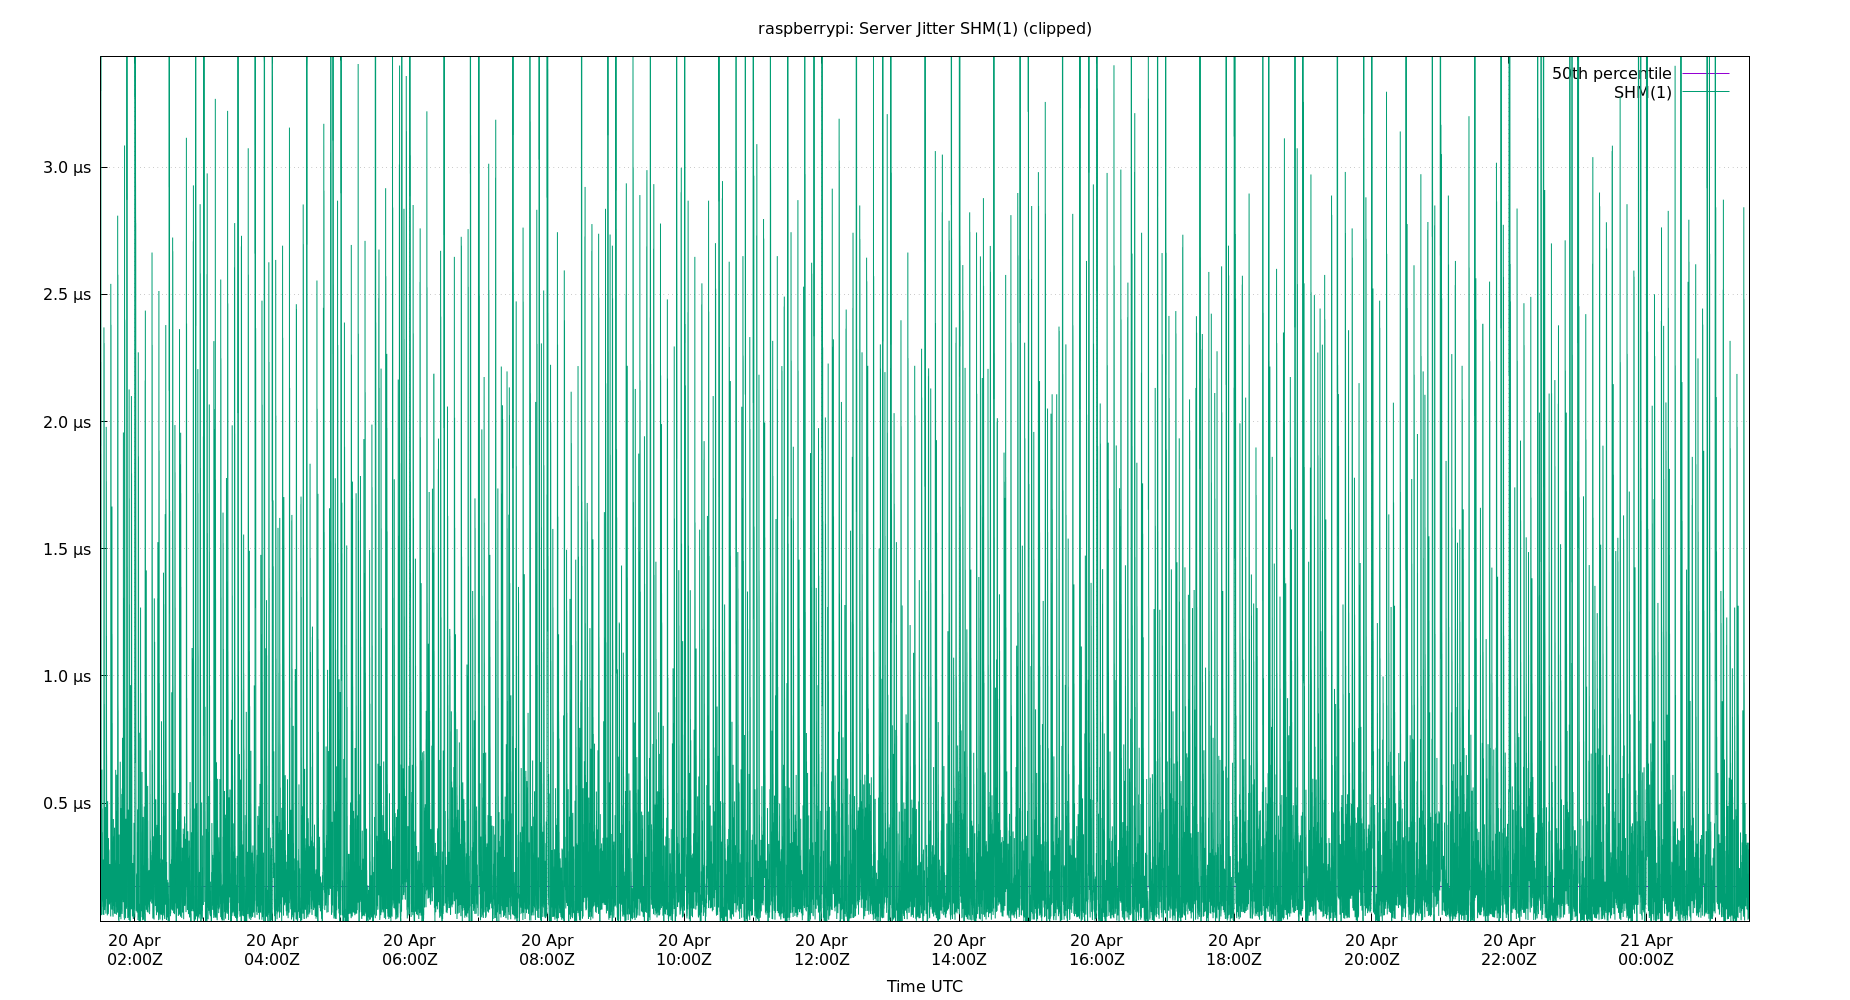 raspberrypi: Server Jitter SHM(1) (clipped)
50th percentile
SHM(1)
3.0 µs
2.5 µs
2.0 µs
1.5 µs
1.0 µs
0.5 µs
20 Apr 20 Apr 20 Apr 20 Apr 20 Apr 20 Apr 20 Apr 20 Apr 20 Apr 20 Apr 20 Apr 21 Apr
02:00Z 04:00Z 06:00Z 08:00Z 10:00Z 12:00Z 14:00Z 16:00Z 18:00Z 20:00Z 22:00Z 00:00Z
Time UTC